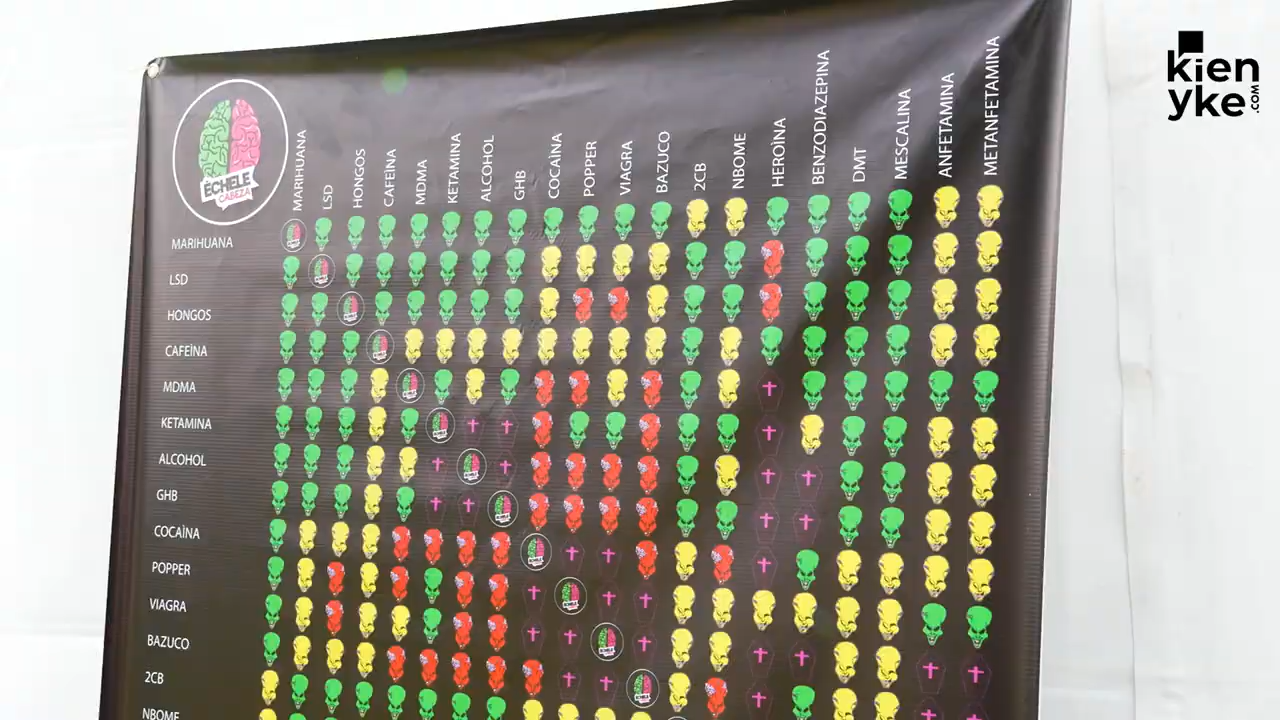 kien
yke.COM
ÉCHELE
CABEZA
MARIHUANA
LSD
HONGOS
CAFEÍNA
MDMA
KETAMINA
ALCOHOL
GHB
COCAÍNA
POPPER
VIAGRA
BAZUCO
2CB
NBOME
HEROÍNA
BENZODIAZEPINA
DMT
MESCALINA
ANFETAMINA
METANFETAMINA
MARIHUANA
LSD
HONGOS
CAFEÍNA
MDMA
KETAMINA
ALCOHOL
GHB
COCAÍNA
POPPER
VIAGRA
BAZUCO
2CB
NBOME